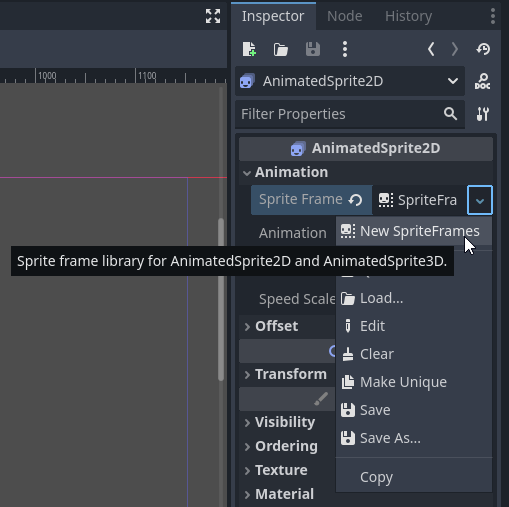 Inspector
Node
History
1000
1100
AnimatedSprite2D
DOC
Filter Properties
AnimatedSprite2D
Animation
Sprite Frame
SpriteFra
Animation
New SpriteFrames
Sprite frame library for AnimatedSprite2D and AnimatedSprite3D.
Speed Scale
Load...
Offset
Edit
Clear
Transform
Make Unique
Save
Visibility
Save As...
Ordering
Texture
Copy
Material